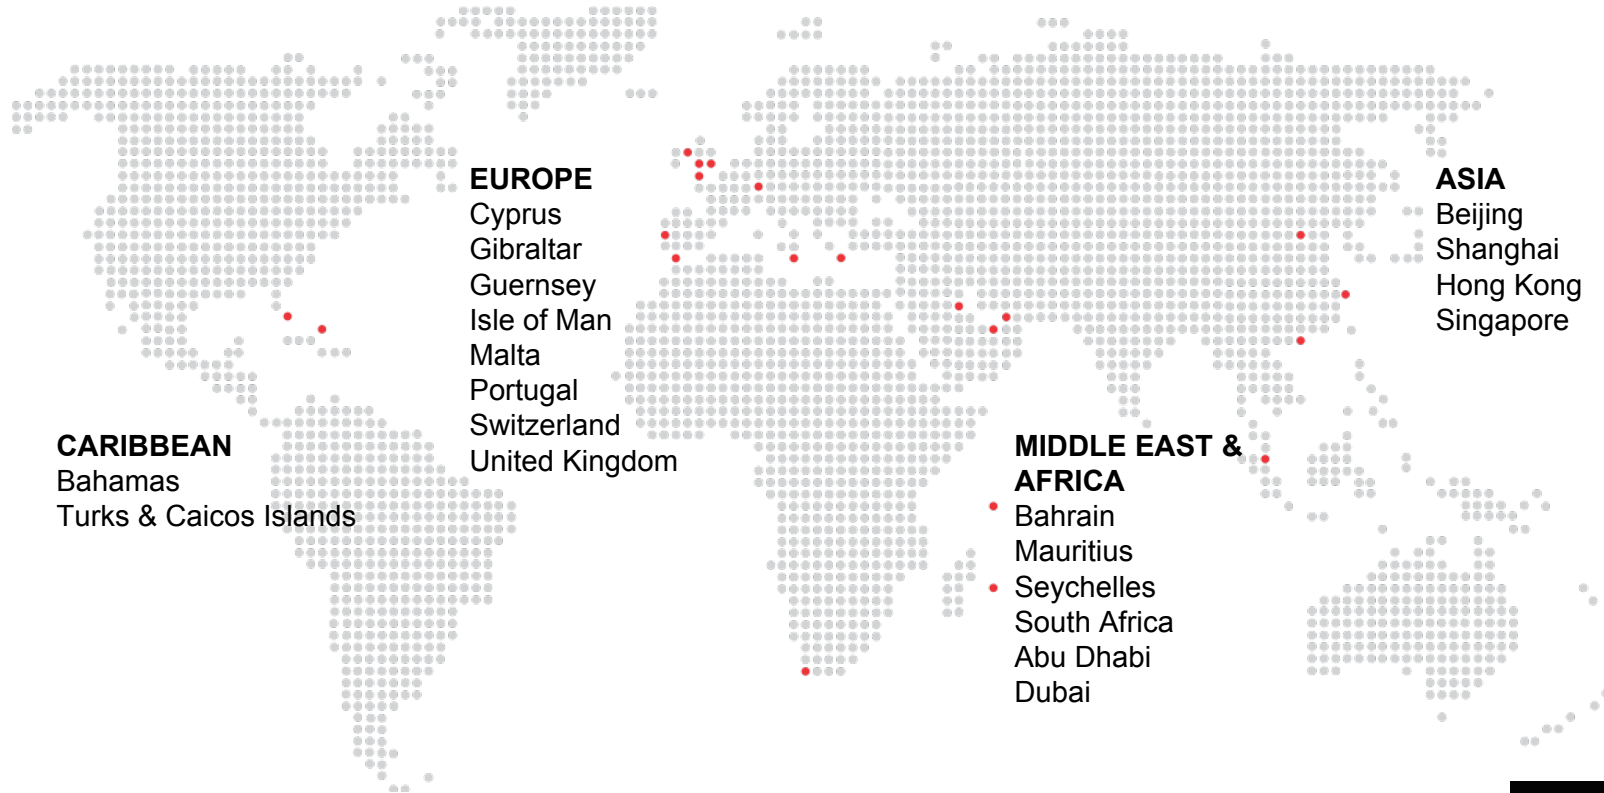 EUROPE
Cyprus
Gibraltar
Guernsey
Isle of Man
Malta
Portugal
Switzerland
United Kingdom
ASIA
Beijing
Shanghai
Hong Kong
Singapore
CARIBBEAN
Bahamas
Turks & Caicos Islands
MIDDLE EAST &
AFRICA
Bahrain
Mauritius
Seychelles
South Africa
Abu Dhabi
Dubai